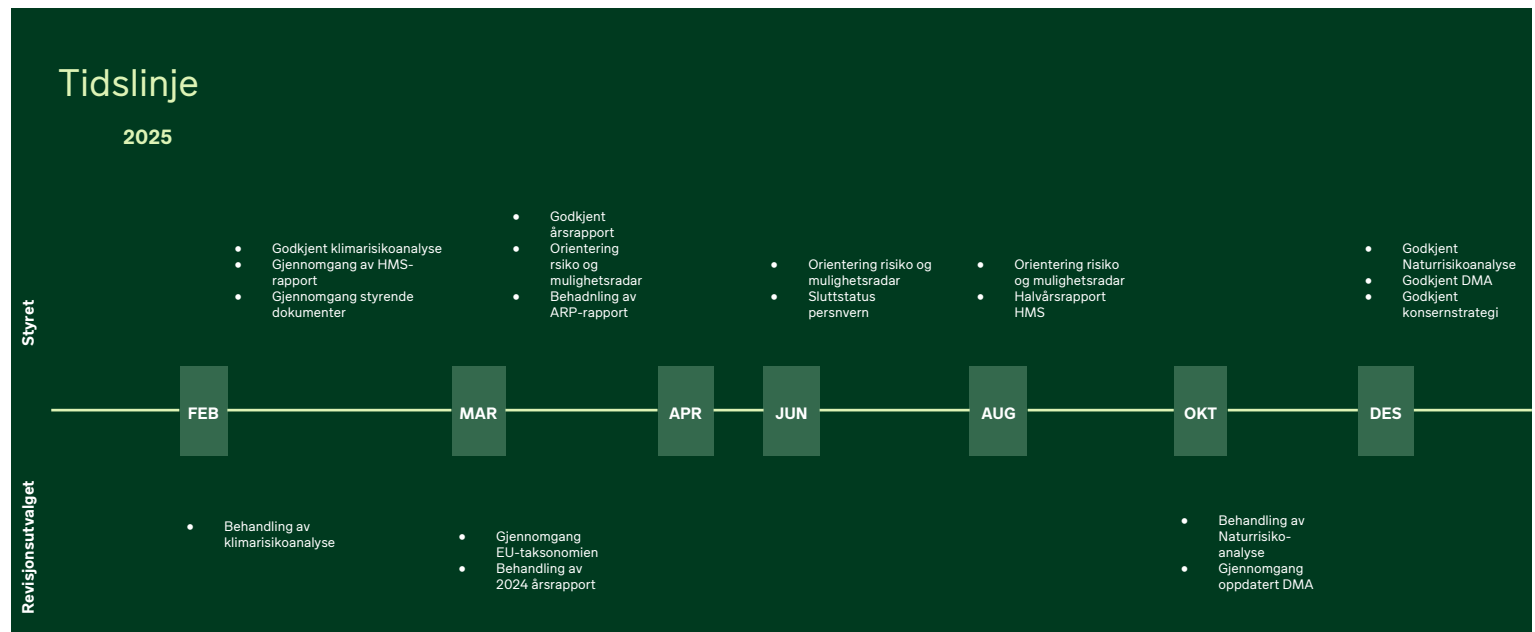 Tidslinje
2025
Styret
● Godkjent klimarisikoanalyse
● Gjennomgang av HMS-
rapport
● Gjennomgang styrende
dokumenter
● Godkjent
årsrapport
● Orientering
rsiko og
mulighetsradar
● Behadnling av
ARP-rapport
● Orientering risiko og
mulighetsradar
● Sluttstatus
persnvern
● Orientering risiko
og mulighetsradar
● Halvårsrapport
HMS
● Godkjent
Naturrisikoanalyse
● Godkjent DMA
● Godkjent
konsernstrategi
FEB
MAR
APR
JUN
AUG
OKT
DES
Revisjonsutvalget
● Behandling av
klimarisikoanalyse
● Gjennomgang
EU-taksonomien
● Behandling av
2024 årsrapport
● Behandling av
Naturrisiko-
analyse
● Gjennomgang
oppdatert DMA